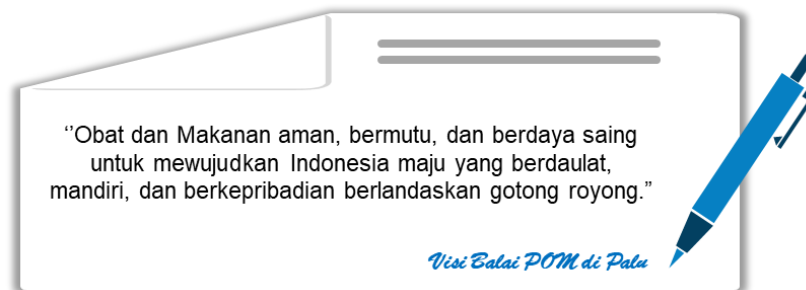 ‘’Obat dan Makanan aman, bermutu, dan berdaya saing
untuk mewujudkan Indonesia maju yang berdaulat,
mandiri, dan berkepribadian berlandaskan gotong royong.”
Visi Balai POM di Palu